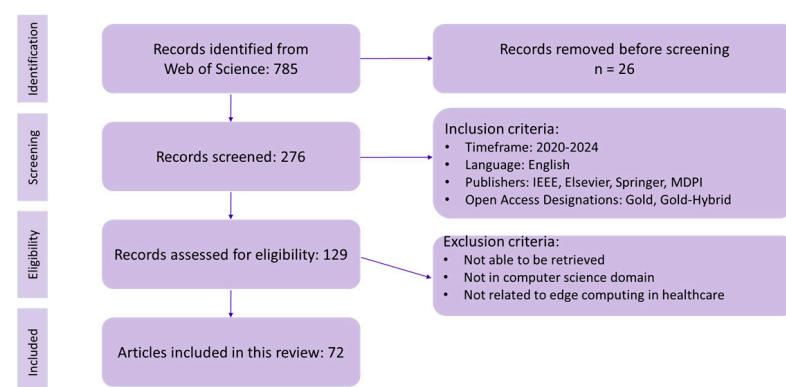 Identification
Records identified from
Web of Science: 785
Records removed before screening
n = 26
Screening
Records screened: 276
Inclusion criteria:
• Timeframe: 2020-2024
• Language: English
• Publishers: IEEE, Elsevier, Springer, MDPI
• Open Access Designations: Gold, Gold-Hybrid
Eligibility
Records assessed for eligibility: 129
Exclusion criteria:
• Not able to be retrieved
• Not in computer science domain
• Not related to edge computing in healthcare
Included
Articles included in this review: 72